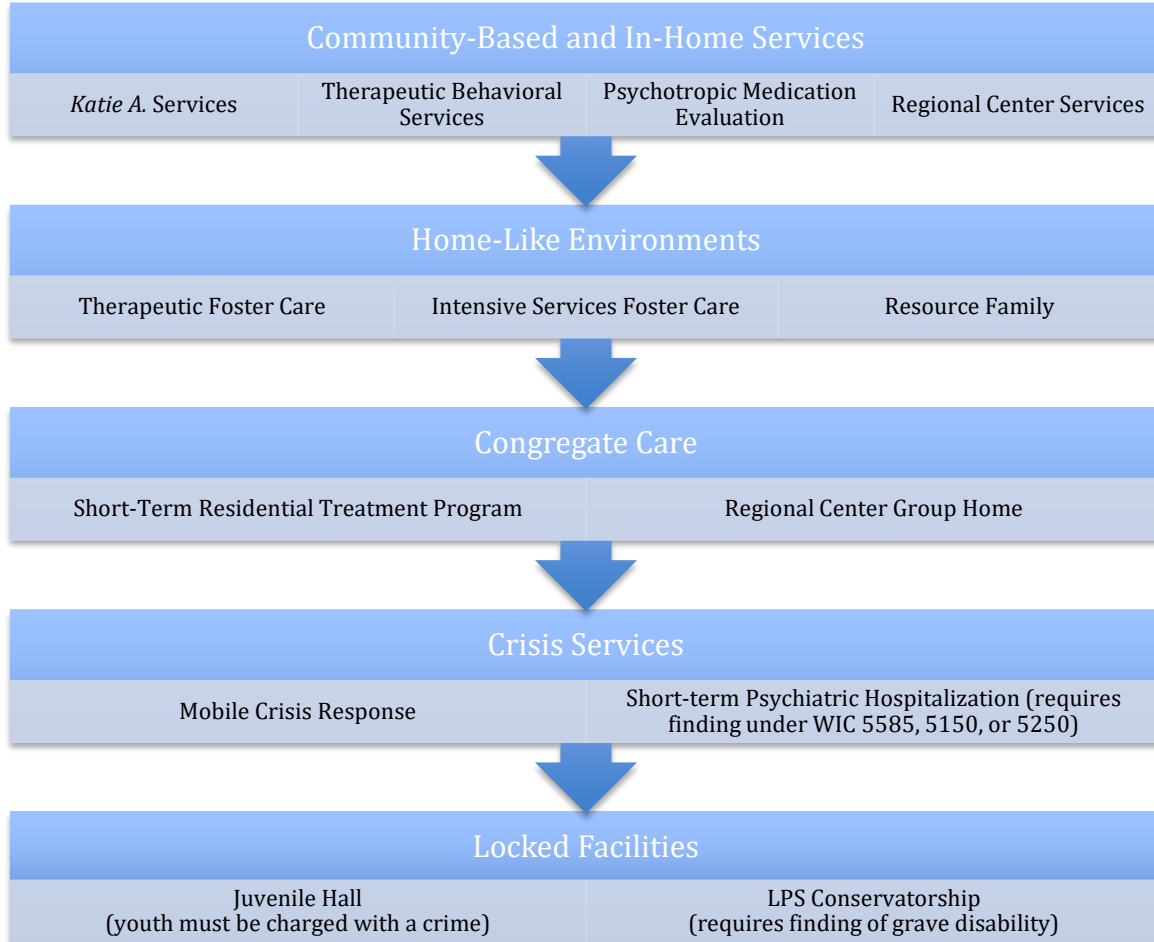 Community-Based and In-Home Services
Katie A. Services
Therapeutic Behavioral
Services
Psychotropic Medication
Evaluation
Regional Center Services
Home-Like Environments
Therapeutic Foster Care
Intensive Services Foster Care
Resource Family
Congregate Care
Short-Term Residential Treatment Program
Regional Center Group Home
Crisis Services
Mobile Crisis Response
Short-term Psychiatric Hospitalization (requires
finding under WIC 5585, 5150, or 5250)
Locked Facilities
Juvenile Hall
(youth must be charged with a crime)
LPS Conservatorship
(requires finding of grave disability)